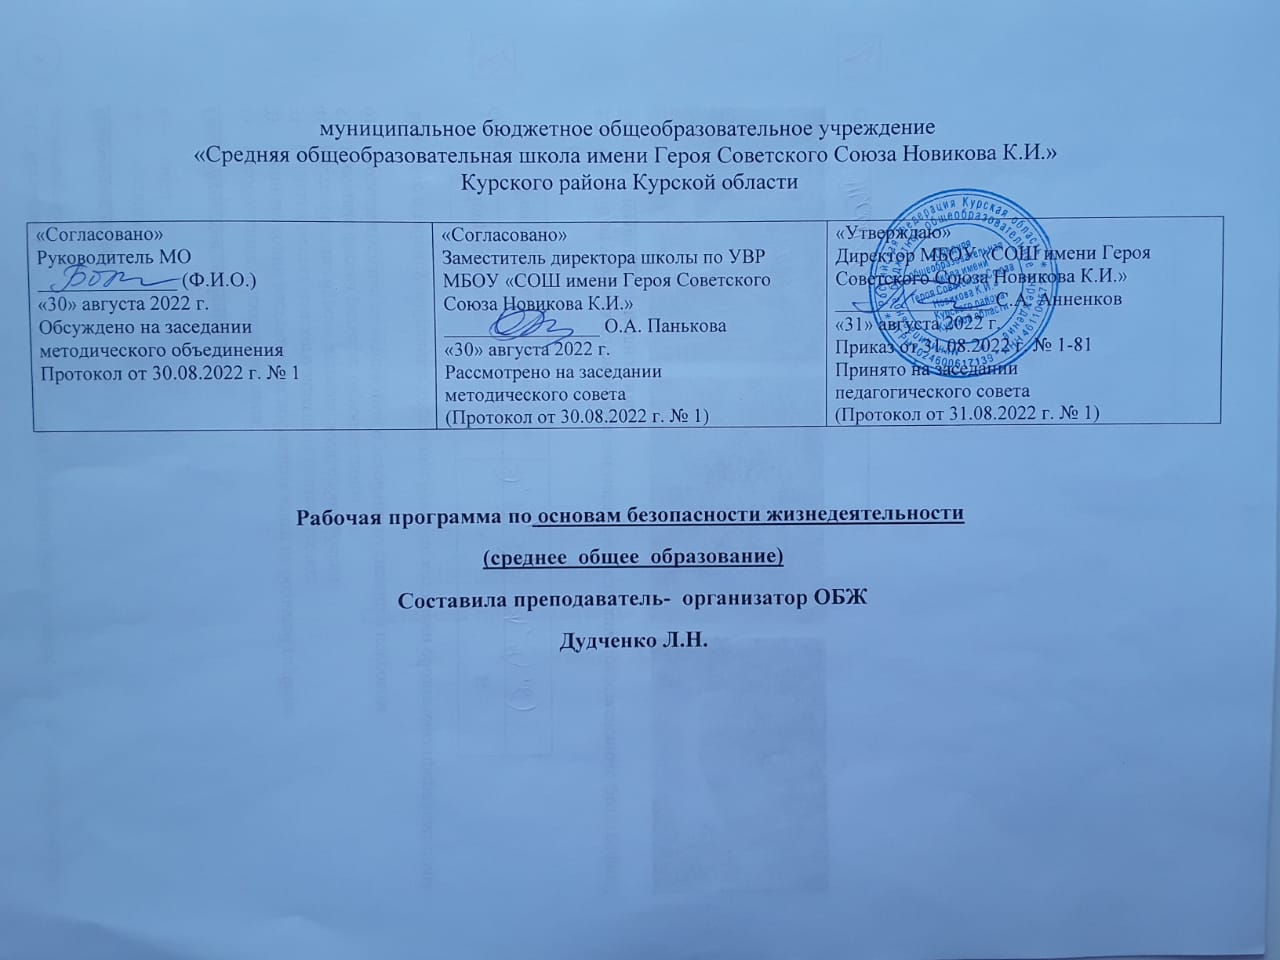 муниципальное бюджетное общеобразовательное учреждение
«Средняя общеобразовательная школа имени Героя Советского Союза Новикова К.И.»
Курского района Курской области
«Согласовано»
Руководитель МО
(Ф.И.О.)
«30» августа 2022 г.
Обсуждено на заседании
методического объединения
Протокол от 30.08.2022 г. № 1
«Согласовано»
Заместитель директора школы по УВР
МБОУ «СОШ имени Героя Советского
Союза Новикова К.И.»
О.А. Панькова
«30» августа 2022 г.
Рассмотрено на заседании
методического совета
(Протокол от 30.08.2022 г. № 1)
«Утверждаю»
Директор МБОУ «СОШ имени Героя
Советского Союза Новикова К.И.»
С.А. Анненков
«31» августа 2022 г.
Приказ от 31.08.2022 г. № 1-81
Принято на заседании
педагогического совета
(Протокол от 31.08.2022 г. № 1)
Рабочая программа по основам безопасности жизнедеятельности
(среднее общее образование)
Составила преподаватель- организатор ОБЖ
Дудченко Л.Н.